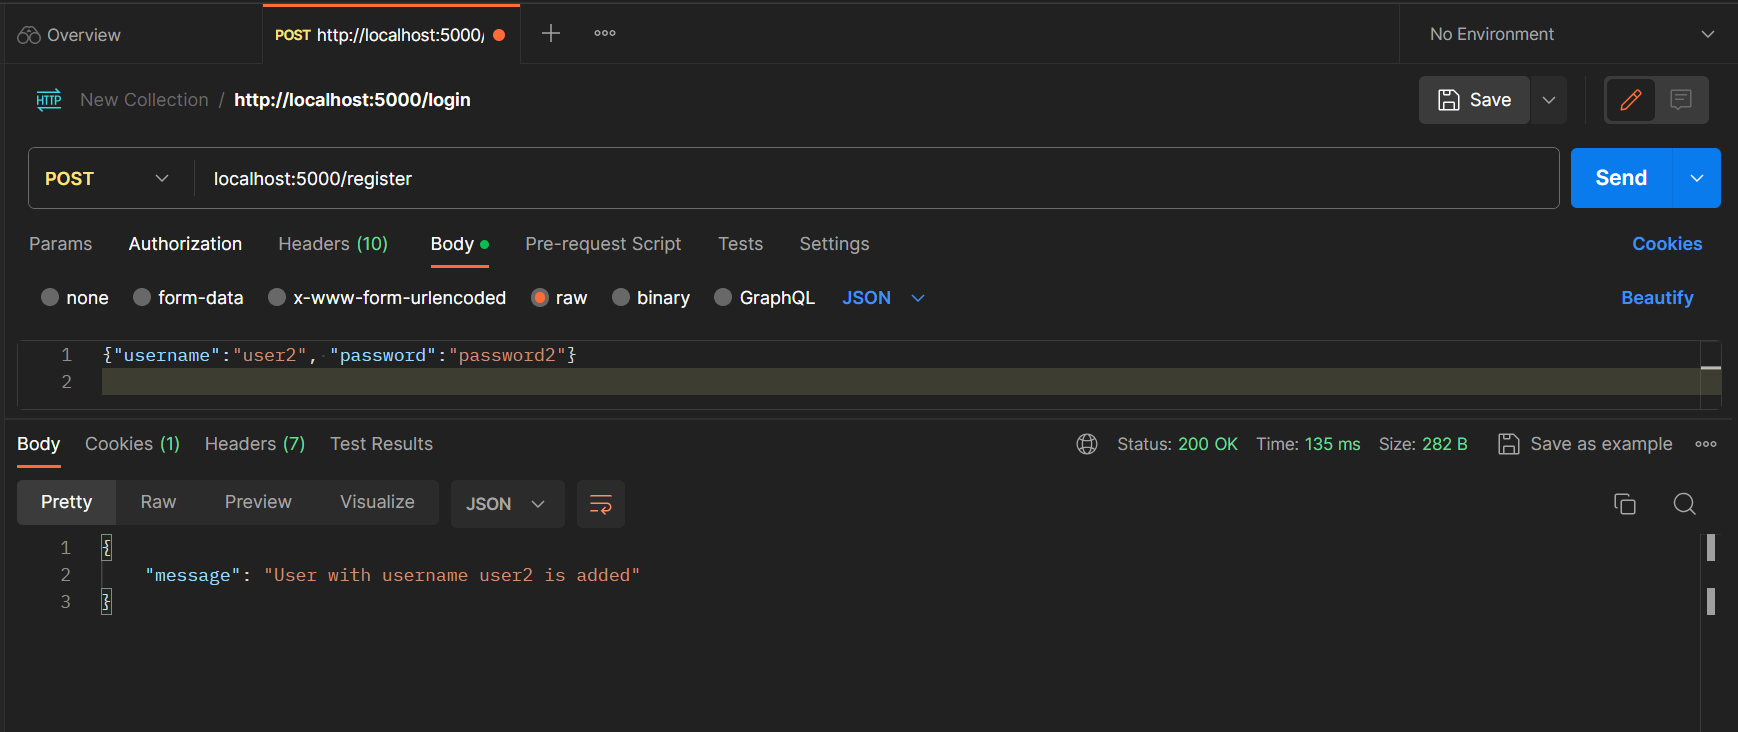 Overview POST http://localhost:5000/ No Environment
HTTP New Collection / http://localhost:5000/login Save
POST localhost:5000/register Send
Params Authorization Headers (10) Body Pre-request Script Tests Settings Cookies
none form-data x-www-form-urlencoded raw binary GraphQL JSON Beautify
1 {"username":"user2", "password":"password2"}
2
Body Cookies (1) Headers (7) Test Results Status: 200 OK Time: 135 ms Size: 282 B Save as example
Pretty Raw Preview Visualize JSON
1 {
2 "message": "User with username user2 is added"
3 }